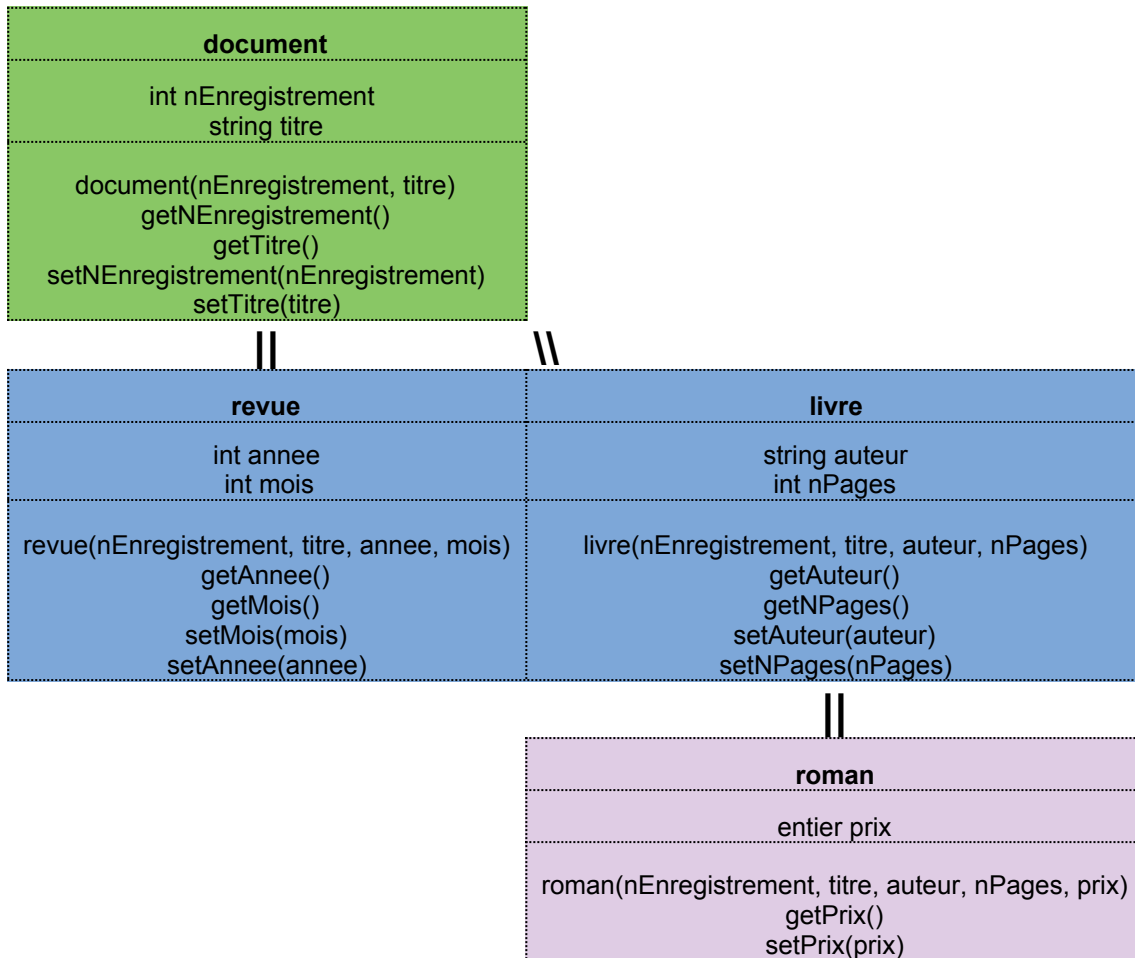 document
int nEnregistrement
string titre
document(nEnregistrement, titre)
getNEnregistrement()
getTitre()
setNEnregistrement(nEnregistrement)
setTitre(titre)
||
\\
revue
int annee
int mois
revue(nEnregistrement, titre, annee, mois)
getAnnee()
getMois()
setMois(mois)
setAnnee(annee)
livre
string auteur
int nPages
livre(nEnregistrement, titre, auteur, nPages)
getAuteur()
getNPages()
setAuteur(auteur)
setNPages(nPages)
||
roman
entier prix
roman(nEnregistrement, titre, auteur, nPages, prix)
getPrix()
setPrix(prix)